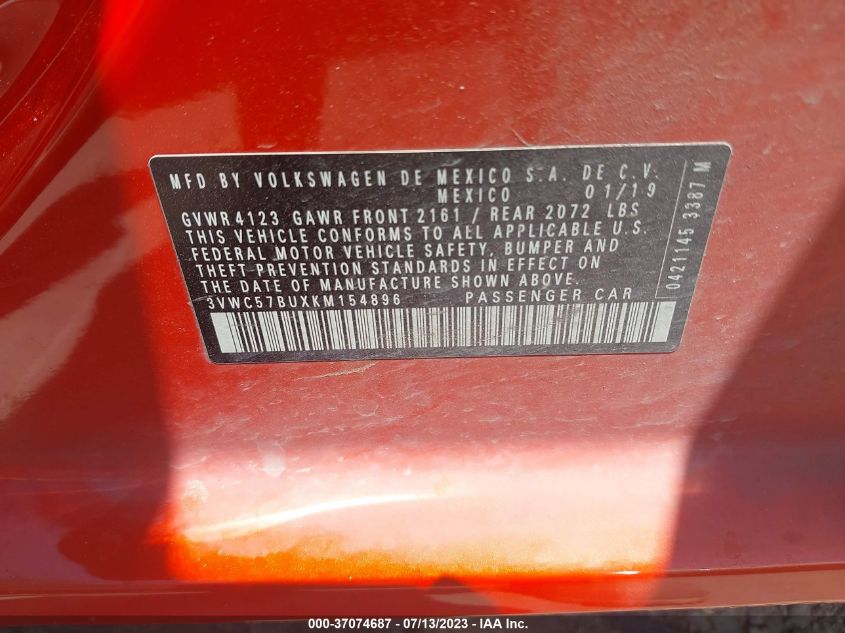 MFD BY VOLKSWAGEN DE MEXICO S.A. DE C.V.
MEXICO 01/19
GVWR 4123 GAWR FRONT 2161 / REAR 2072 LBS
THIS VEHICLE CONFORMS TO ALL APPLICABLE U.S.
FEDERAL MOTOR VEHICLE SAFETY, BUMPER AND
THEFT PREVENTION STANDARDS IN EFFECT ON
THE DATE OF MANUFACTURE SHOWN ABOVE.
3VWC57BUXKM154896 PASSENGER CAR
0421145 3387 M
000-37074687 - 07/13/2023 - IAA Inc.